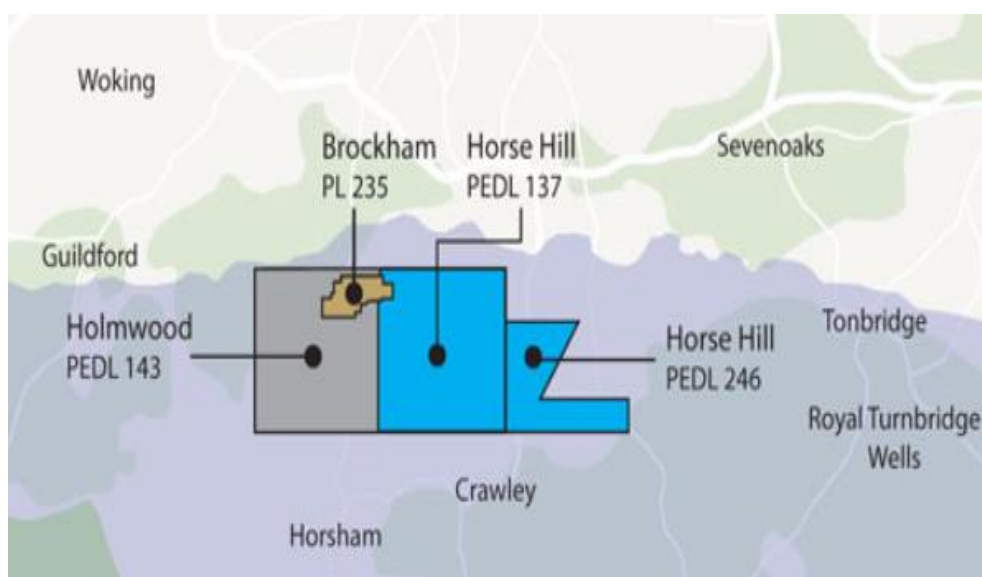 Woking
Brockham
PL 235
Horse Hill
PEDL 137
Sevenoaks
Guildford
Holmwood
PEDL 143
Tonbridge
Horse Hill
PEDL 246
Royal Turnbridge
Wells
Crawley
Horsham